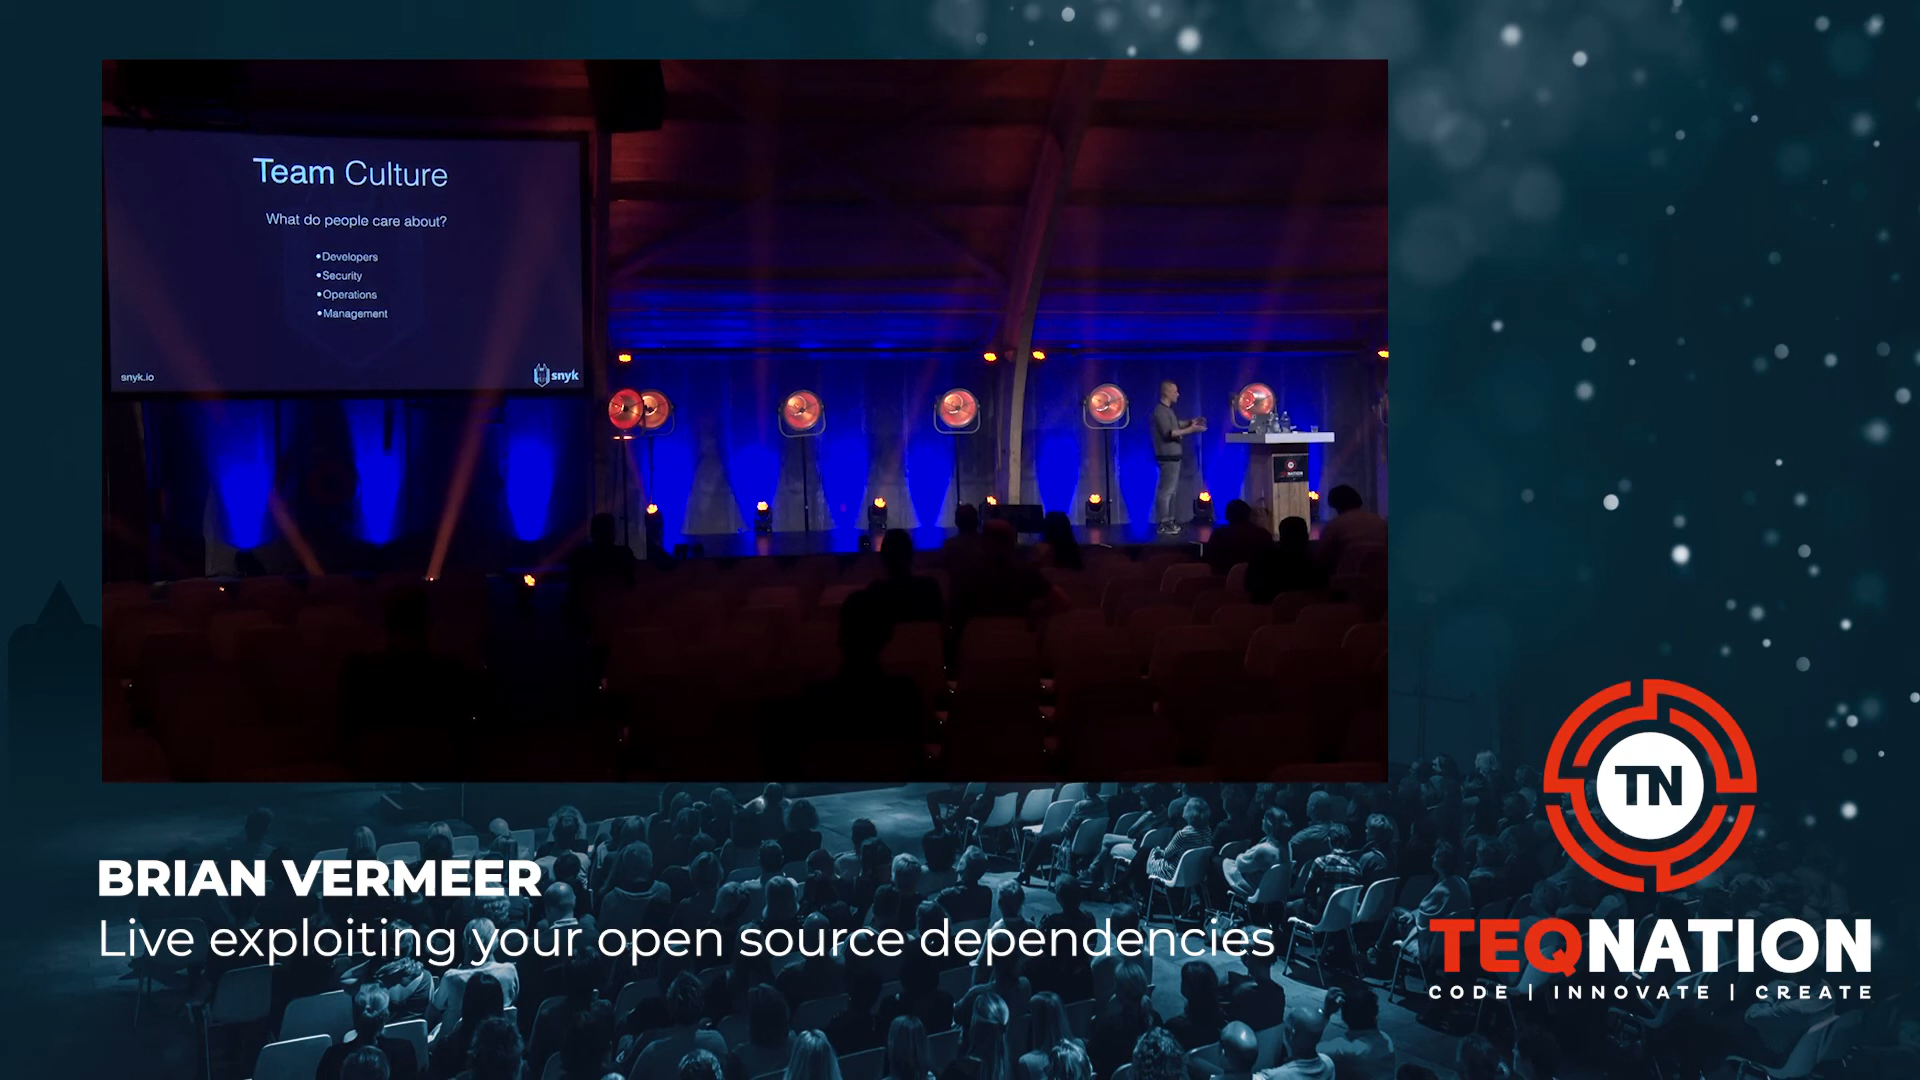 Team Culture
What do people care about?
•Developers
•Security
•Operations
•Management
snyk.io
snyk
BRIAN VERMEER
Live exploiting your open source dependencies
TN
TEQNATION
CODE | INNOVATE | CREATE